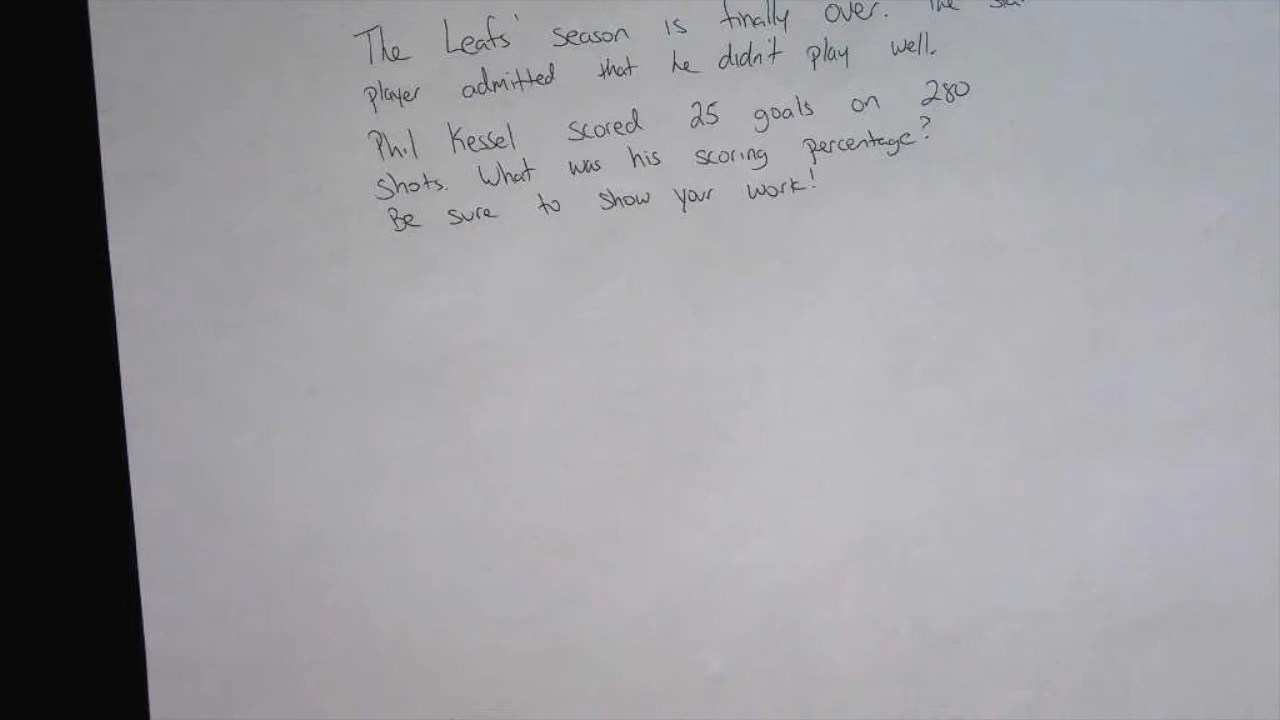 The Leafs' season is finally over. The
player admitted that he didn't play well.
Phil Kessel scored 25 goals on 280
shots. What was his scoring percentage?
Be sure to show your work!